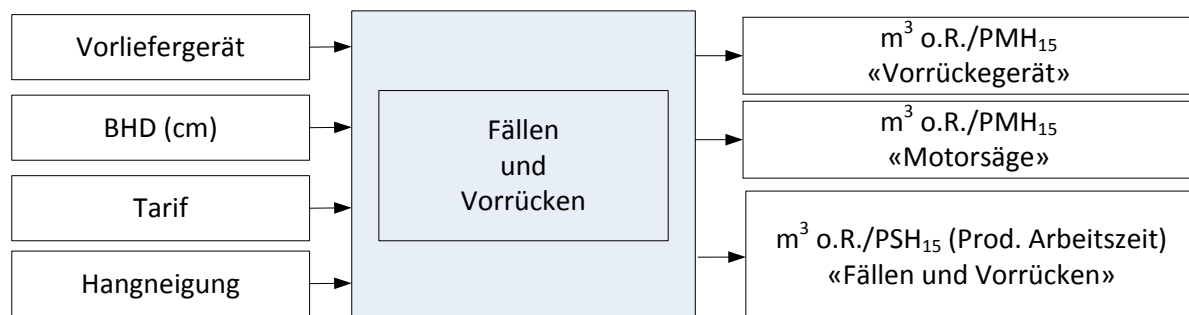 Vorliefergerät
BHD (cm)
Tarif
Hangneigung
Fällen
und
Vorrücken
m³ o.R./PMH₁₅
«Vorrückegerät»
m³ o.R./PMH₁₅
«Motorsäge»
m³ o.R./PSH₁₅ (Prod. Arbeitszeit)
«Fällen und Vorrücken»